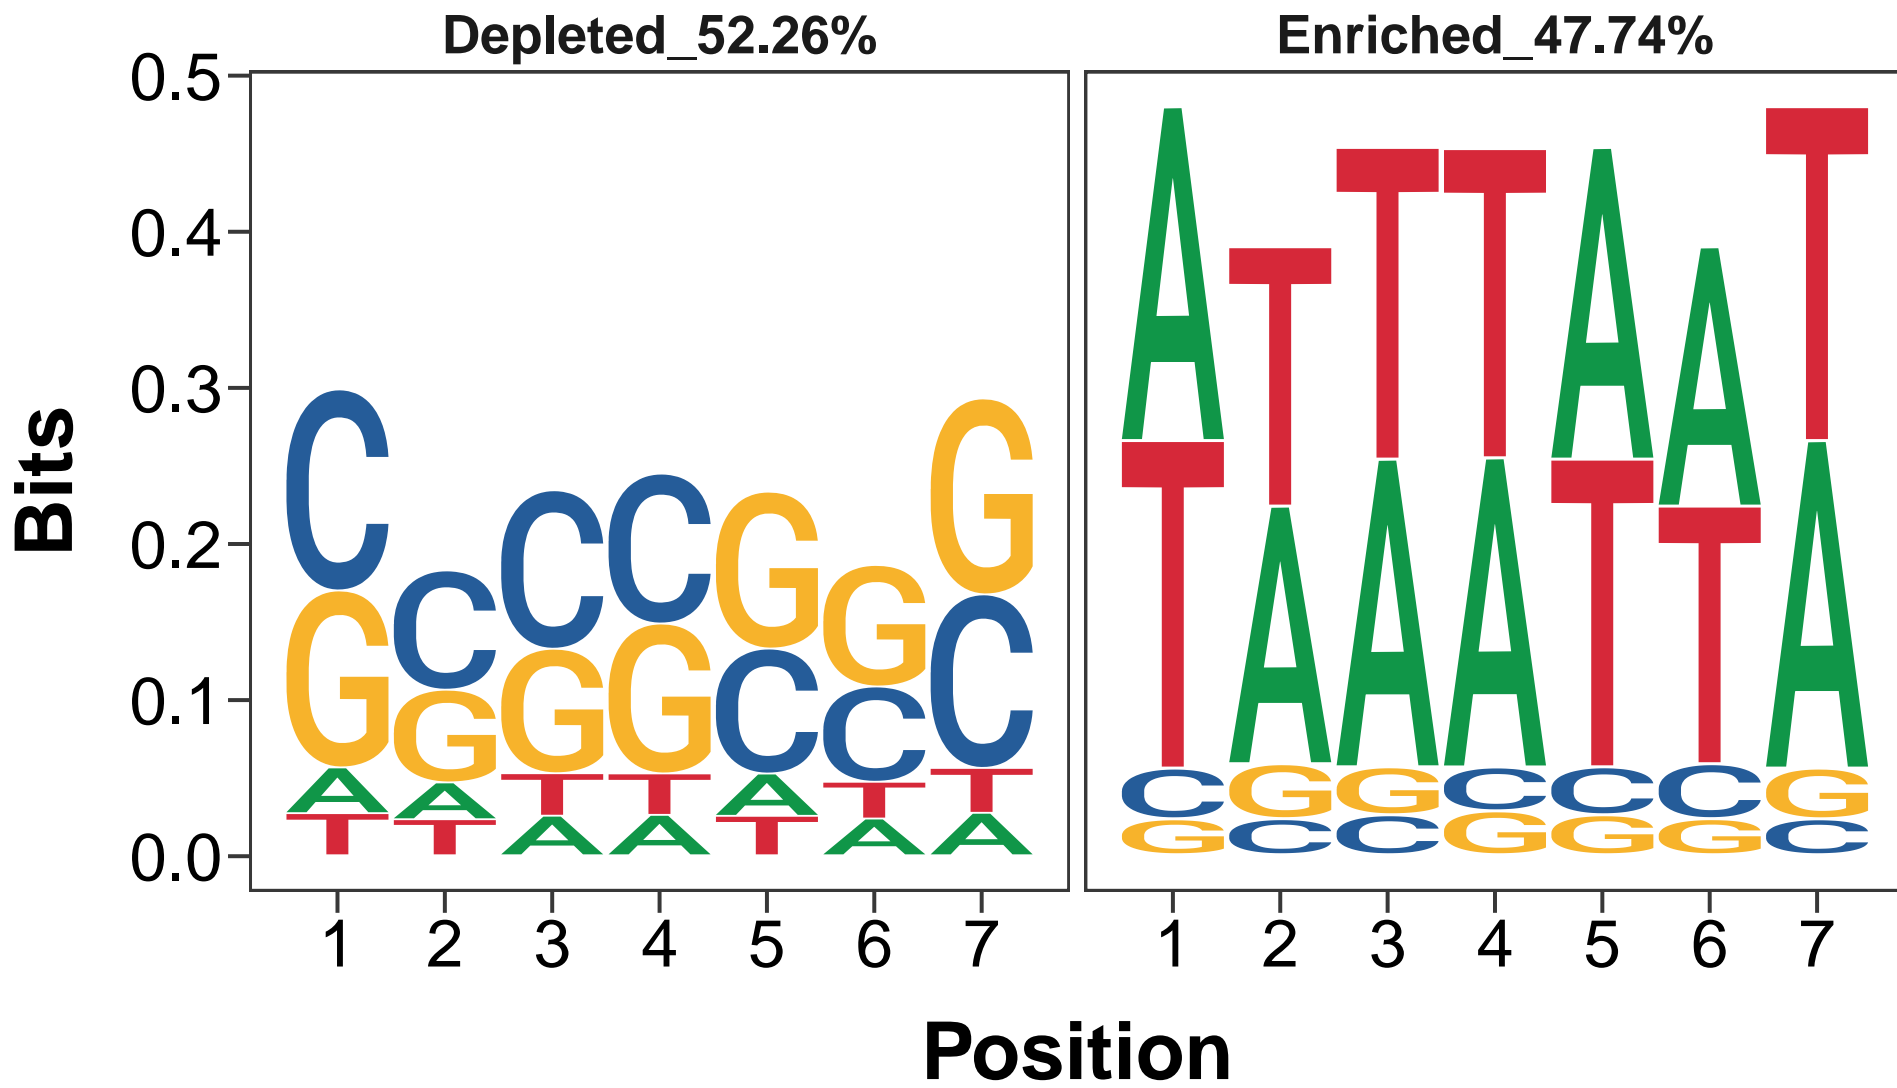 Depleted_52.26% Enriched_47.74%
0.5
0.4
0.3
0.2
0.1
0.0
Bits
C C C C G G G
G G G G C C C
A A T T A T T
T T A A T A A
A T T T A A T
T A A A T T A
C G G C C C G
G C C G G G C
1 2 3 4 5 6 7 1 2 3 4 5 6 7
Position